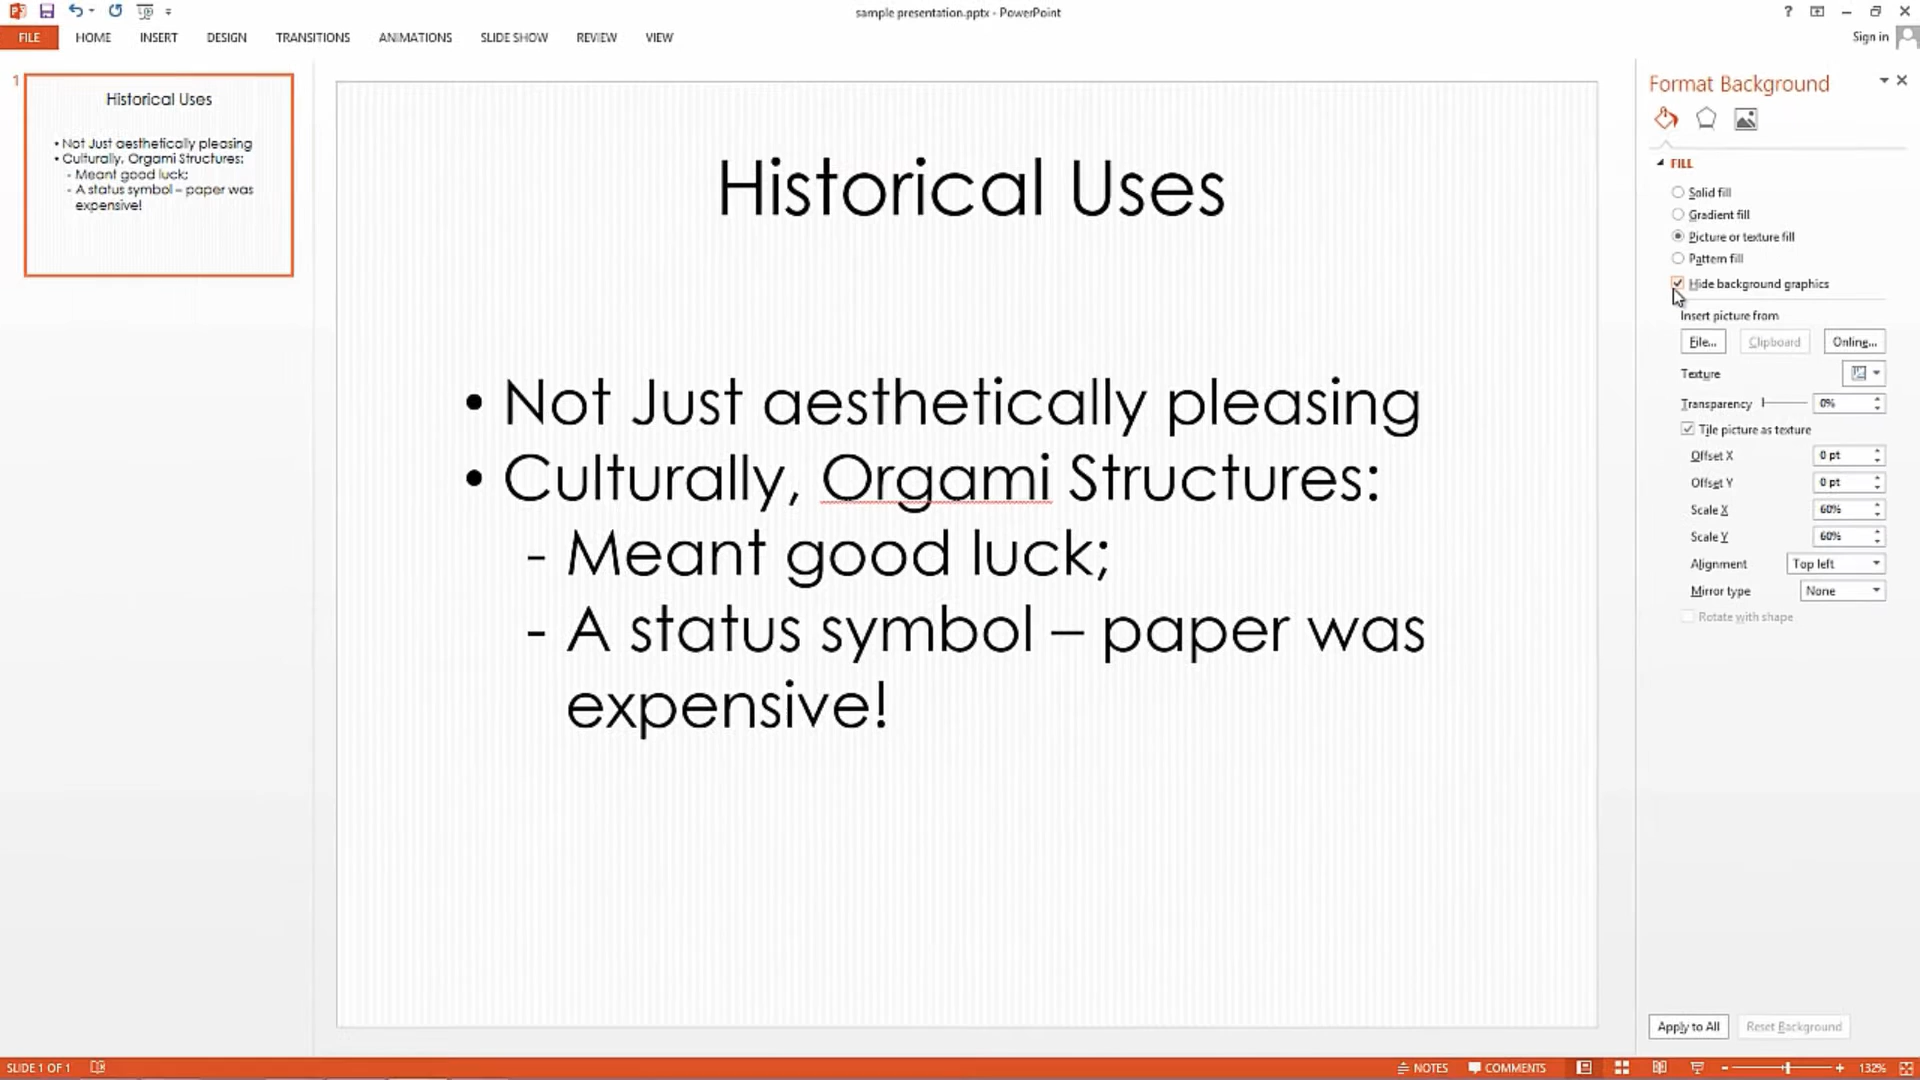 sample presentation.pptx - PowerPoint
?
FILE HOME INSERT DESIGN TRANSITIONS ANIMATIONS SLIDE SHOW REVIEW VIEW
Sign in
1
Historical Uses
• Not Just aesthetically pleasing
• Culturally, Orgami Structures:
- Meant good luck;
- A status symbol – paper was
expensive!
Historical Uses
• Not Just aesthetically pleasing
• Culturally, Orgami Structures:
- Meant good luck;
- A status symbol – paper was
expensive!
Format Background
FILL
Solid fill
Gradient fill
Picture or texture fill
Pattern fill
Hide background graphics
Insert picture from
File... Clipboard Online...
Texture
Transparency 0%
Tile picture as texture
Offset X 0 pt
Offset Y 0 pt
Scale X 60%
Scale Y 60%
Alignment Top left
Mirror type None
Rotate with shape
Apply to All Reset Background
SLIDE 1 OF 1 NOTES COMMENTS 132%